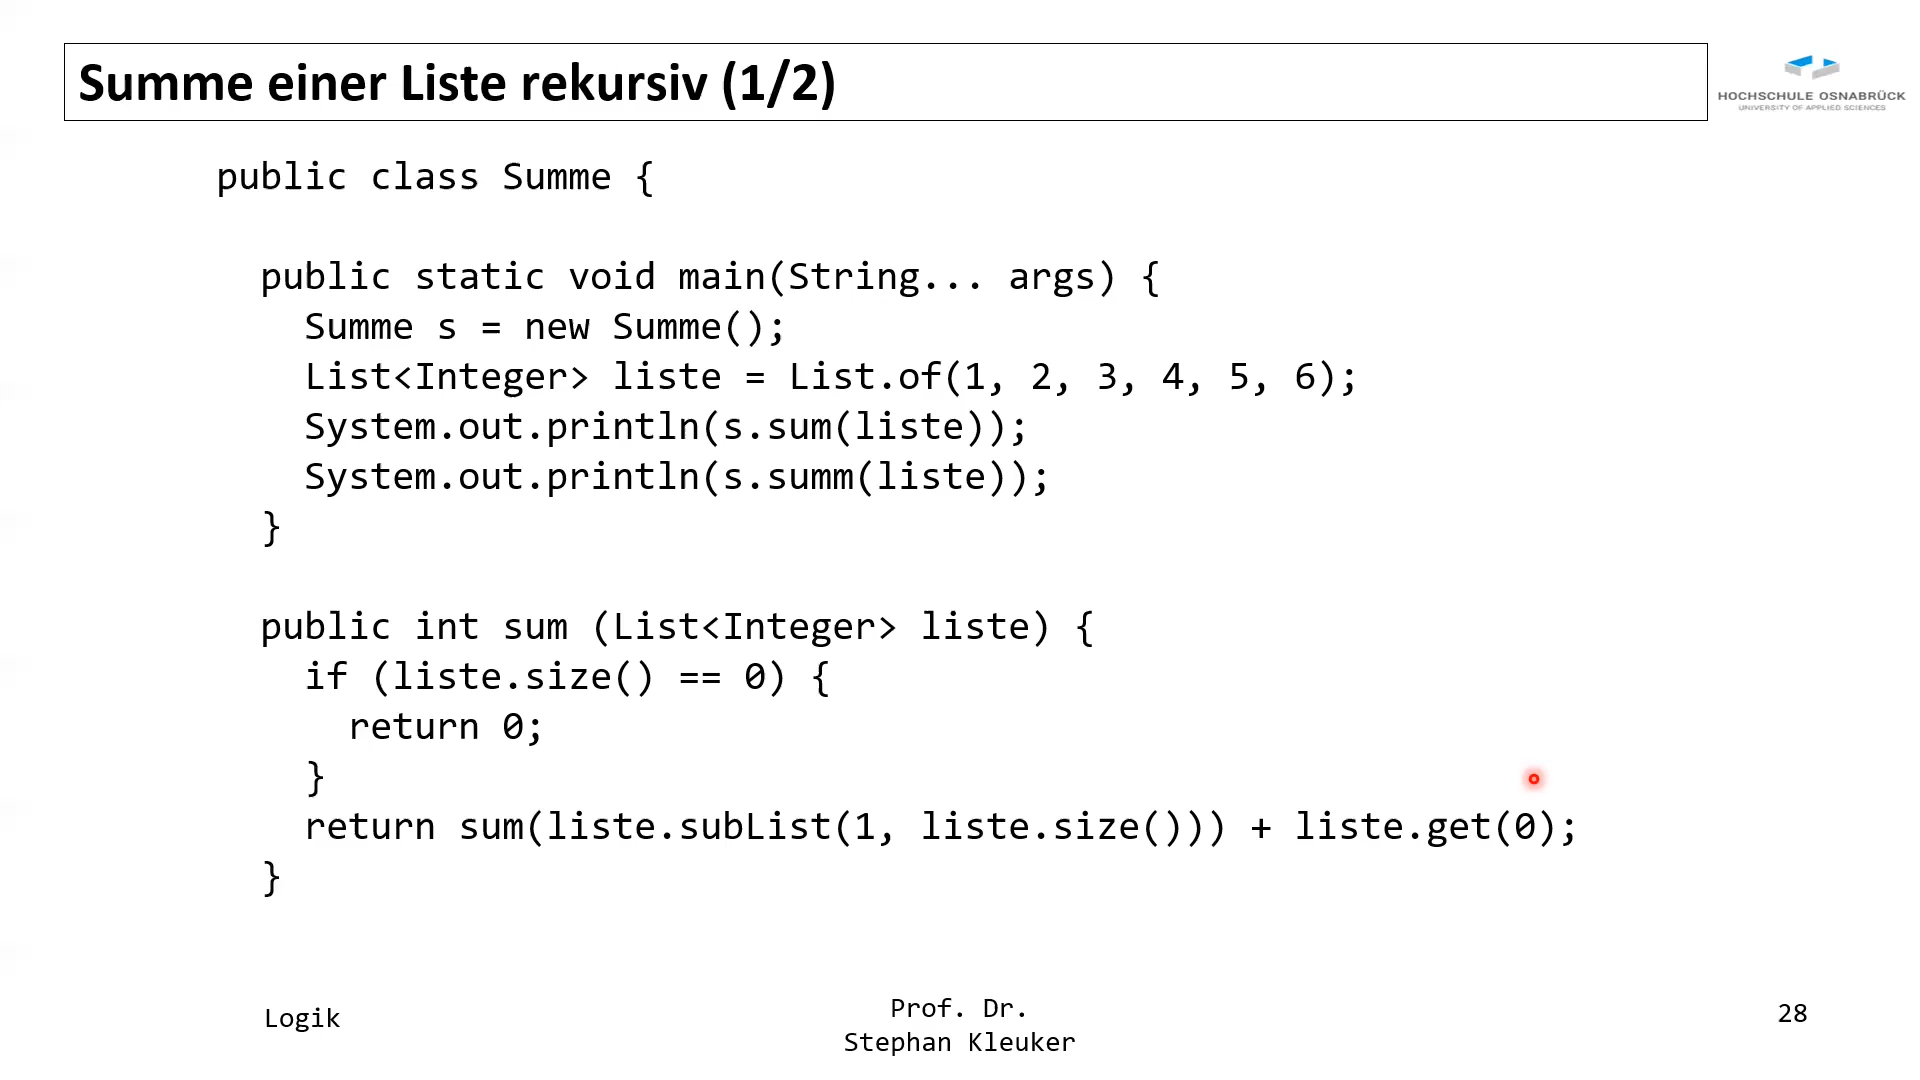 Summe einer Liste rekursiv (1/2)
HOCHSCHULE OSNABRÜCK
UNIVERSITY OF APPLIED SCIENCES
public class Summe {
public static void main(String... args) {
Summe s = new Summe();
List<Integer> liste = List.of(1, 2, 3, 4, 5, 6);
System.out.println(s.sum(liste));
System.out.println(s.summ(liste));
}
public int sum (List<Integer> liste) {
if (liste.size() == 0) {
return 0;
}
return sum(liste.subList(1, liste.size())) + liste.get(0);
}
Logik
Prof. Dr.
Stephan Kleuker
28